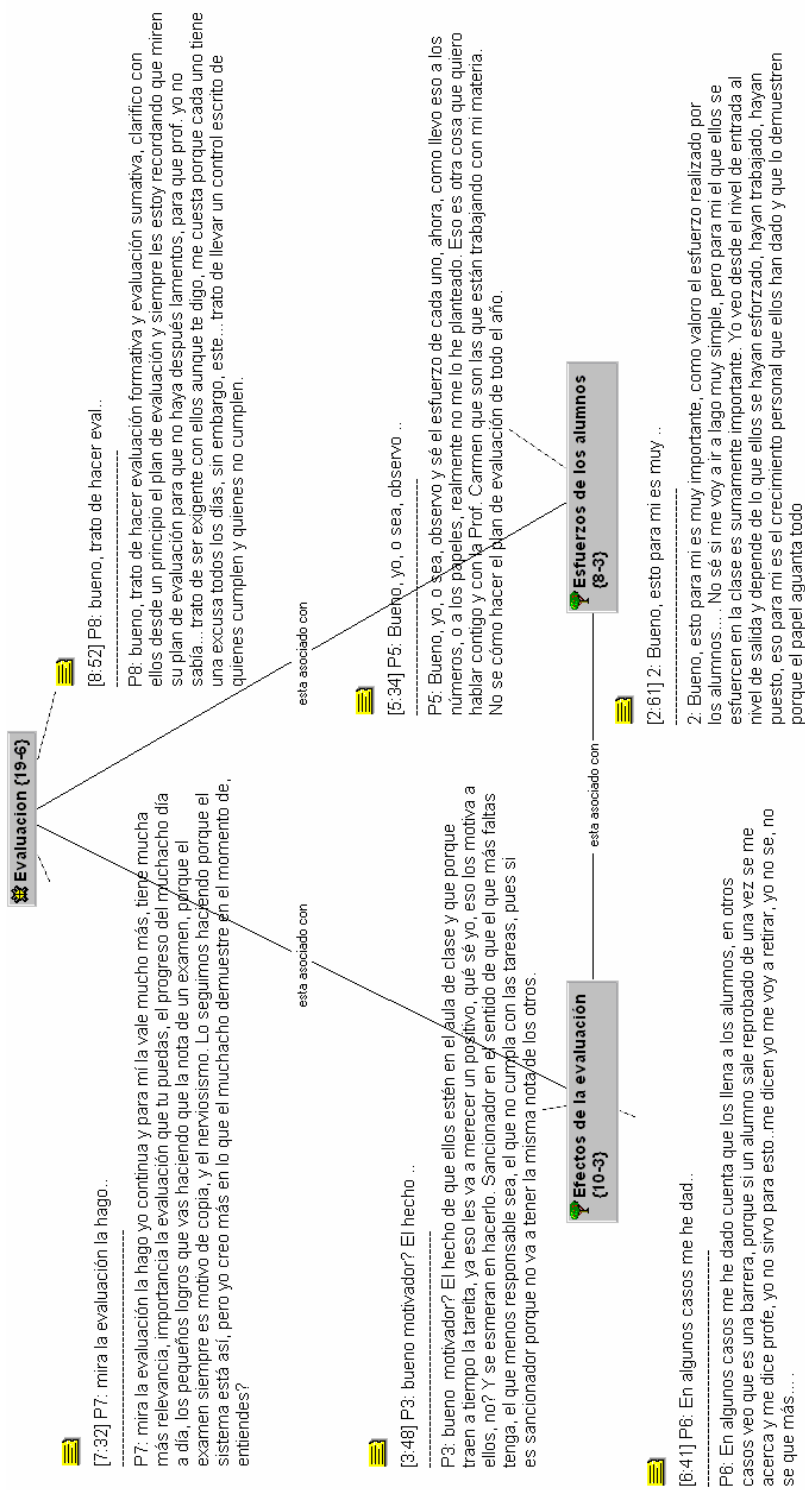 Evaluacion {19-6}
[7:32] P7: mira la evaluación la hago..
P7: mira la evaluación la hago yo continua y para mí la vale mucho más, tiene mucha
más relevancia, importancia la evaluación que tu puedas, el progreso del muchacho día
a día, los pequeños logros que vas haciendo que la nota de un examen, porque el
examen siempre es motivo de copia, y el nerviosismo. Lo seguimos haciendo porque el
sistema está así, pero yo creo más en lo que el muchacho demuestre en el momento de,
entiendes?
[8:52] P8: bueno, trato de hacer eval..
P8: bueno, trato de hacer evaluación formativa y evaluación sumativa, clarifico con
ellos desde un principio el plan de evaluación y siempre les estoy recordando que miren
su plan de evaluación para que no haya después lamentos, para que prof. yo no
sabía... trato de ser exigente con ellos aunque te digo, me cuesta porque cada uno tiene
una excusa todos los días, sin embargo, este... trato de llevar un control escrito de
quienes cumplen y quienes no cumplen.
esta asociado con
esta asociado con
[3:48] P3: bueno motivador? El hecho ..
P3: bueno  motivador? El hecho de que ellos estén en el aula de clase y que porque
traen a tiempo la tareíta, ya eso les va a merecer un positivo, qué sé yo, eso los motiva a
ellos, no? Y se esmeran en hacerlo. Sancionador en el sentido de que el que más faltas
tenga, el que menos responsable sea, el que no cumpla con las tareas, pues si
es sancionador porque no va a tener la misma nota de los otros.
[5:34] P5: Bueno, yo, o sea, observo ..
P5: Bueno, yo, o sea, observo y sé el esfuerzo de cada uno, ahora, como llevo eso a los
números, o a los papeles, realmente no me lo he planteado. Eso es otra cosa que quiero
hablar contigo y con la Prof. Carmen que son las que están trabajando con mi materia.
No se cómo hacer el plan de evaluación de todo el año.
Efectos de la evaluación
{10-3}
esta asociado con
Esfuerzos de los alumnos
{8-3}
[6:41] P6: En algunos casos me he dad..
P6: En algunos casos me he dado cuenta que los llena a los alumnos, en otros
casos veo que es una barrera, porque si un alumno sale reprobado de una vez se me
acerca y me dice profe, yo no sirvo para esto..me dicen yo me voy a retirar, yo no se, no
se que más....
[2:61] 2: Bueno, esto para mi es muy ..
2: Bueno, esto para mi es muy importante, como valoro el esfuerzo realizado por
los alumnos.... No sé si me voy a ir a lago muy simple, pero para mi el que ellos se
esfuercen en la clase es sumamente importante. Yo veo desde el nivel de entrada al
nivel de salida y depende de lo que ellos se hayan esforzado, hayan trabajado, hayan
puesto, eso para mi es el crecimiento personal que ellos han dado y que lo demuestren
porque el papel aguanta todo